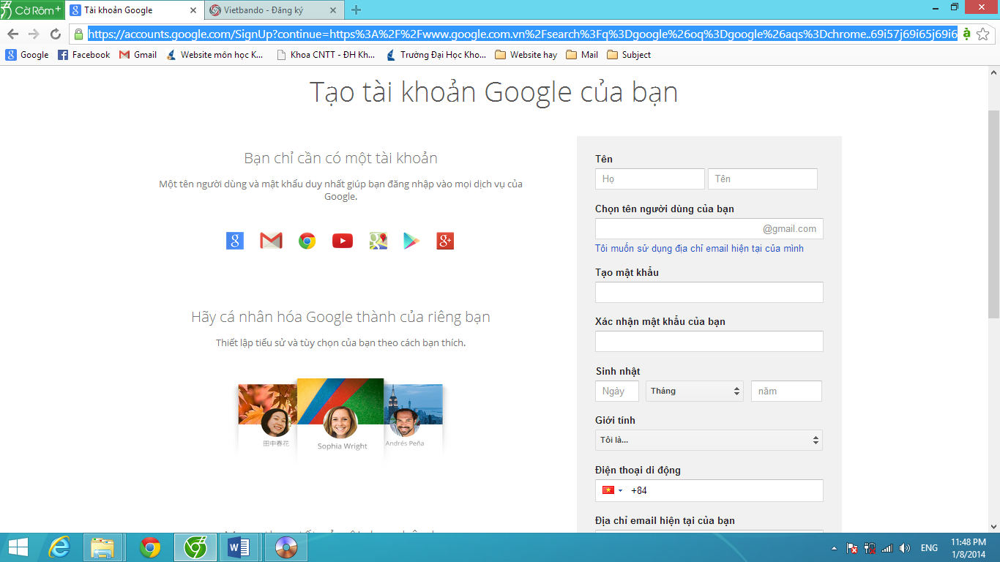 Cờ Rôm+
Tài khoản Google
Vietbando - Đăng ký
https://accounts.google.com/SignUp?continue=https%3A%2F%2Fwww.google.com.vn%2Fsearch%3Fq%3Dgoogle%26oq%3Dgoogle%26aqs%3Dchrome..69i57j69i65j69i6
Google
Facebook
Gmail
Website môn học K...
Khoa CNTT - ĐH Kh...
Trường Đại Học Kho...
Website hay
Mail
Subject
Tạo tài khoản Google của bạn
Bạn chỉ cần có một tài khoản
Một tên người dùng và mật khẩu duy nhất giúp bạn đăng nhập vào mọi dịch vụ của
Google.
Hãy cá nhân hóa Google thành của riêng bạn
Thiết lập tiểu sử và tùy chọn của bạn theo cách bạn thích.
田中春花
Sophia Wright
Andrés Peña
Tên
Họ
Tên
Chọn tên người dùng của bạn
@gmail.com
Tôi muốn sử dụng địa chỉ email hiện tại của mình
Tạo mật khẩu
Xác nhận mật khẩu của bạn
Sinh nhật
Ngày
Tháng
năm
Giới tính
Tôi là...
Điện thoại di động
+84
Địa chỉ email hiện tại của bạn
ENG
11:48 PM
1/8/2014